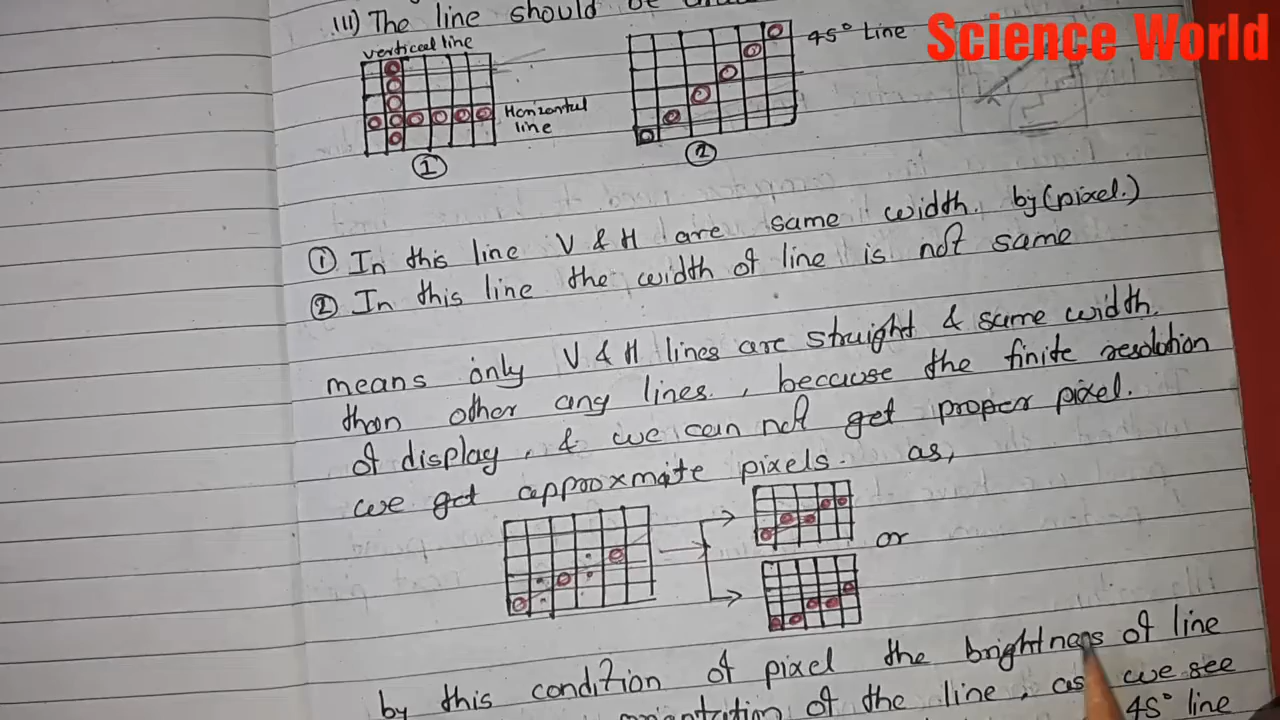 III) The line should be
Science World
verticeel line
45° Line
Horizontal
line
①
②
① In this line V & H are same width. by (pixel.)
② In this line the width of line is not same
means only V & H lines are straight & same width.
than other any lines. , because the finite resolution
of display, & we can not get proper pixel.
we get approxmate pixels. as,
or
by this condition of pixel the brightness of line
of the line, as we see
45° line